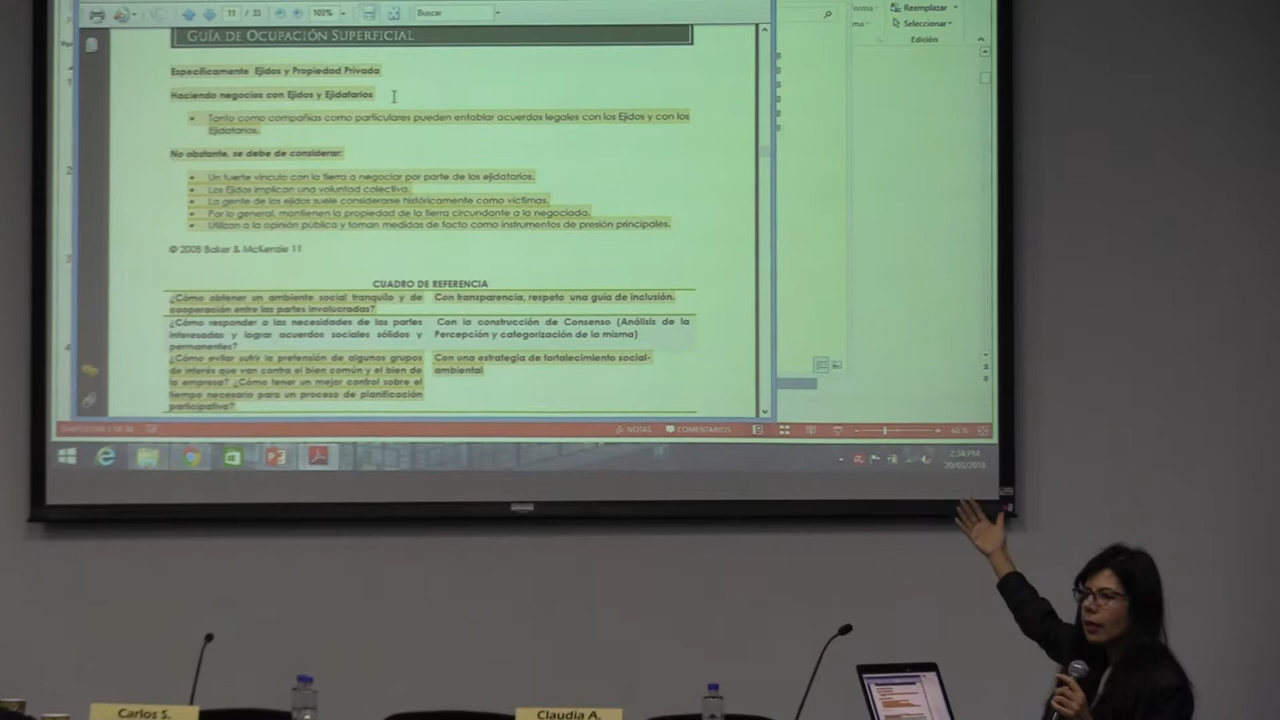 11 / 33
103%
Buscar
Reemplazar
Seleccionar
Edición
GUÍA DE OCUPACIÓN SUPERFICIAL
Específicamente Ejidos y Propiedad Privada
Haciendo negocios con Ejidos y Ejidatarios
• Tanto como compañías como particulares pueden entablar acuerdos legales con los Ejidos y con los
Ejidatarios.
No obstante, se debe de considerar:
• Un fuerte vínculo con la tierra a negociar por parte de los ejidatarios.
• Los Ejidos implican una voluntad colectiva.
• La gente de los ejidos suele considerarse históricamente como víctimas.
• Por lo general, mantienen la propiedad de la tierra circundante a la negociada.
• Utilizan a la opinión pública y toman medidas de facto como instrumentos de presión principales.
© 2008 Baker & McKenzie 11
CUADRO DE REFERENCIA
¿Cómo obtener un ambiente social tranquilo y de
cooperación entre las partes involucradas?
Con transparencia, respeto una guía de inclusión.
¿Cómo responder a las necesidades de las partes
interesadas y lograr acuerdos sociales sólidos y
permanentes?
Con la construcción de Consenso (Análisis de la
Percepción y categorización de la misma)
¿Cómo evitar sufrir la pretensión de algunos grupos
de interés que van contra el bien común y el bien de
la empresa? ¿Cómo tener un mejor control sobre el
tiempo necesario para un proceso de planificación
participativa?
Con una estrategia de fortalecimiento social-
ambiental
NOTAS
COMENTARIOS
2:54 PM
20/03/2018
Carlos S.
Claudia A.